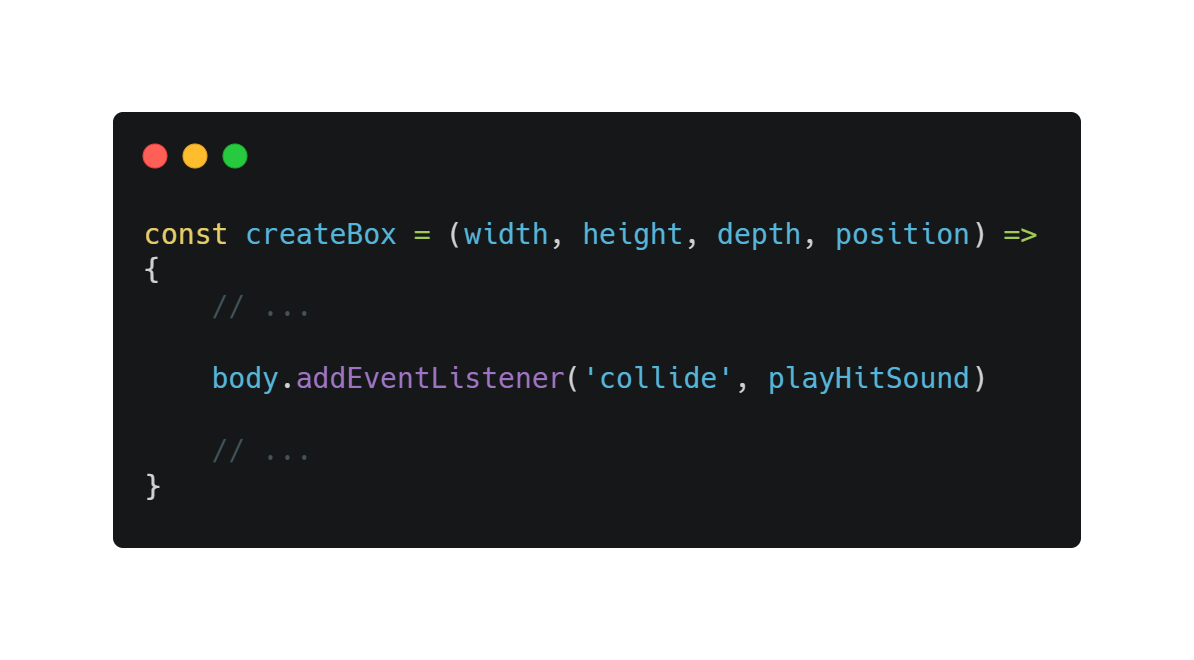 const createBox = (width, height, depth, position) =>
{
    // ...

    body.addEventListener('collide', playHitSound)

    // ...
}